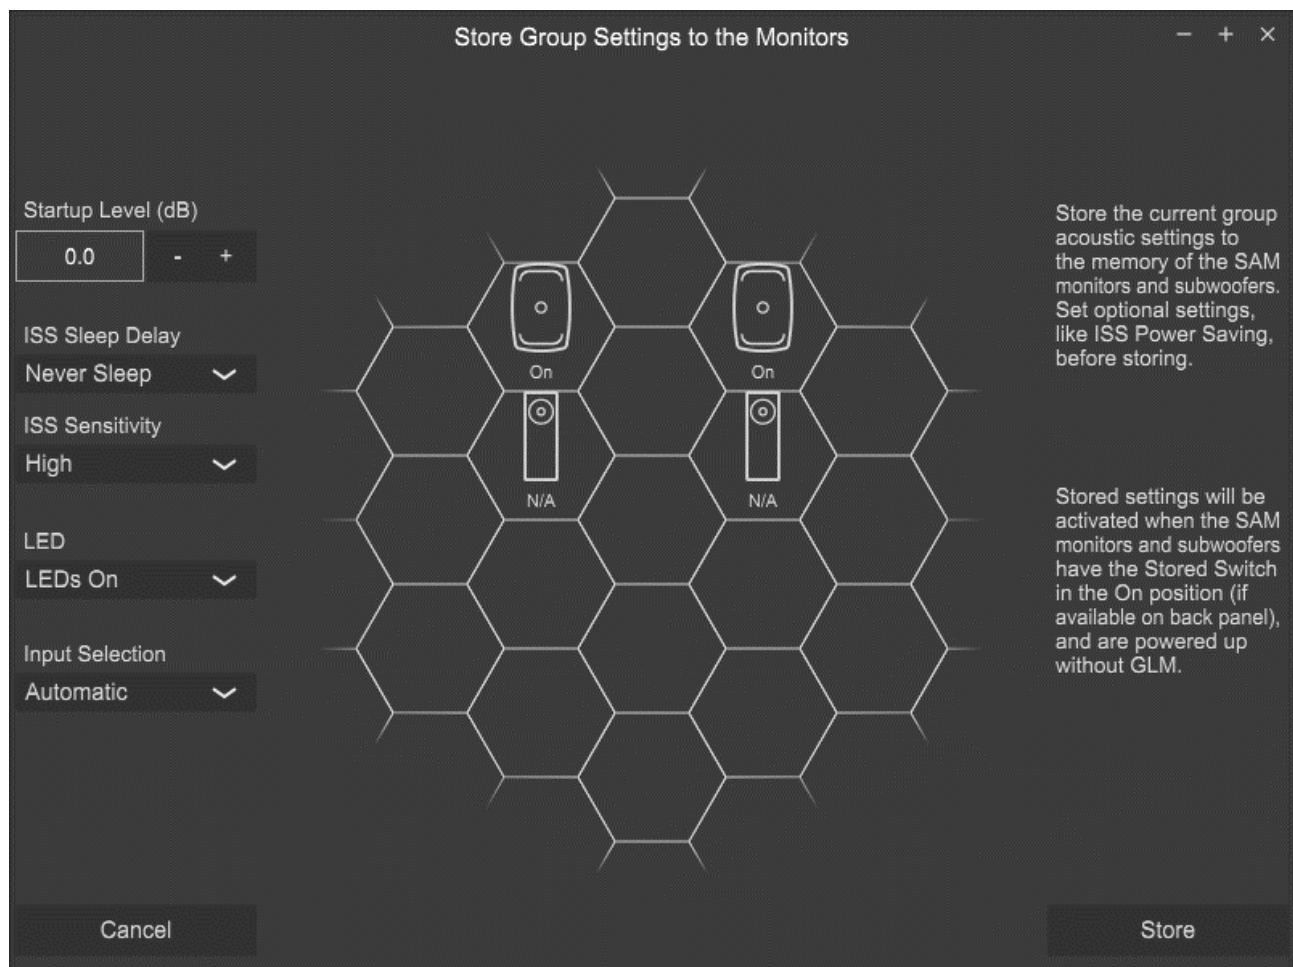 Store Group Settings to the Monitors
Startup Level (dB)
0.0
-
+
ISS Sleep Delay
Never Sleep
ISS Sensitivity
High
LED
LEDs On
Input Selection
Automatic
On
On
N/A
N/A
Store the current group
acoustic settings to
the memory of the SAM
monitors and subwoofers.
Set optional settings,
like ISS Power Saving,
before storing.
Stored settings will be
activated when the SAM
monitors and subwoofers
have the Stored Switch
in the On position (if
available on back panel),
and are powered up
without GLM.
Cancel
Store